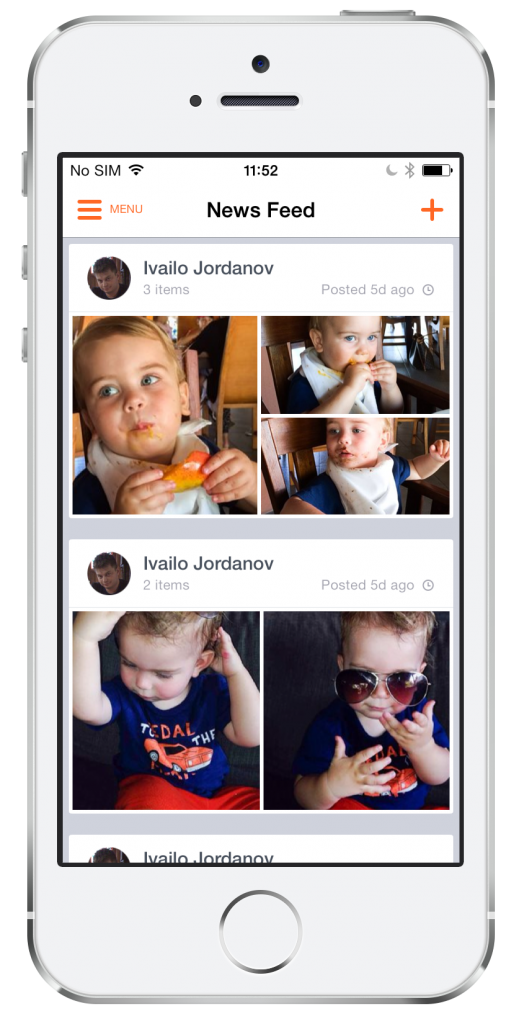 No SIM 11:52
MENU News Feed
Ivailo Jordanov
3 items Posted 5d ago
Ivailo Jordanov
2 items Posted 5d ago
THE
Ivailo Jordanov